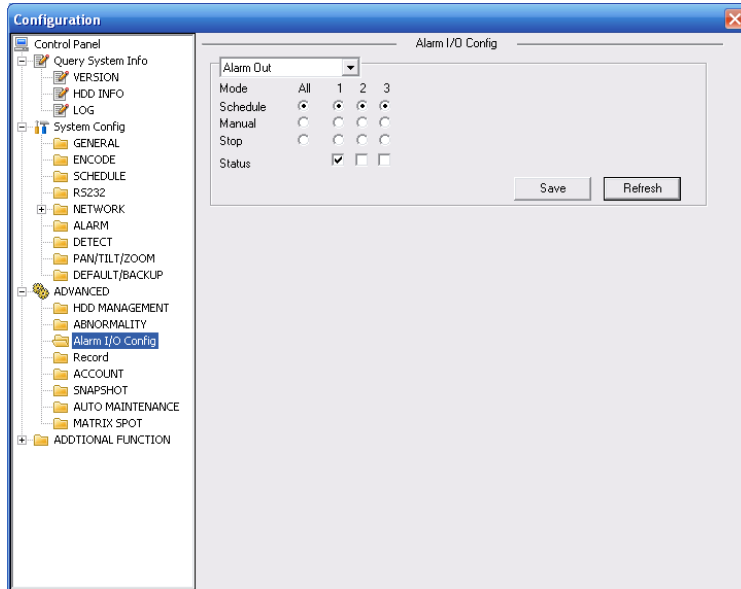 Configuration
Control Panel
Query System Info
VERSION
HDD INFO
LOG
System Config
GENERAL
ENCODE
SCHEDULE
RS232
NETWORK
ALARM
DETECT
PAN/TILT/ZOOM
DEFAULT/BACKUP
ADVANCED
HDD MANAGEMENT
ABNORMALITY
Alarm I/O Config
Record
ACCOUNT
SNAPSHOT
AUTO MAINTENANCE
MATRIX SPOT
ADDTIONAL FUNCTION
Alarm I/O Config
Alarm Out
Mode All 1 2 3
Schedule
Manual
Stop
Status
Save Refresh